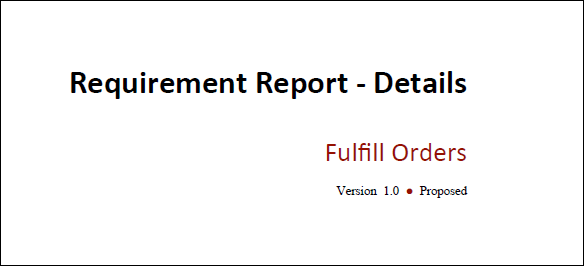 Requirement Report - Details
Fulfill Orders
Version 1.0 ● Proposed